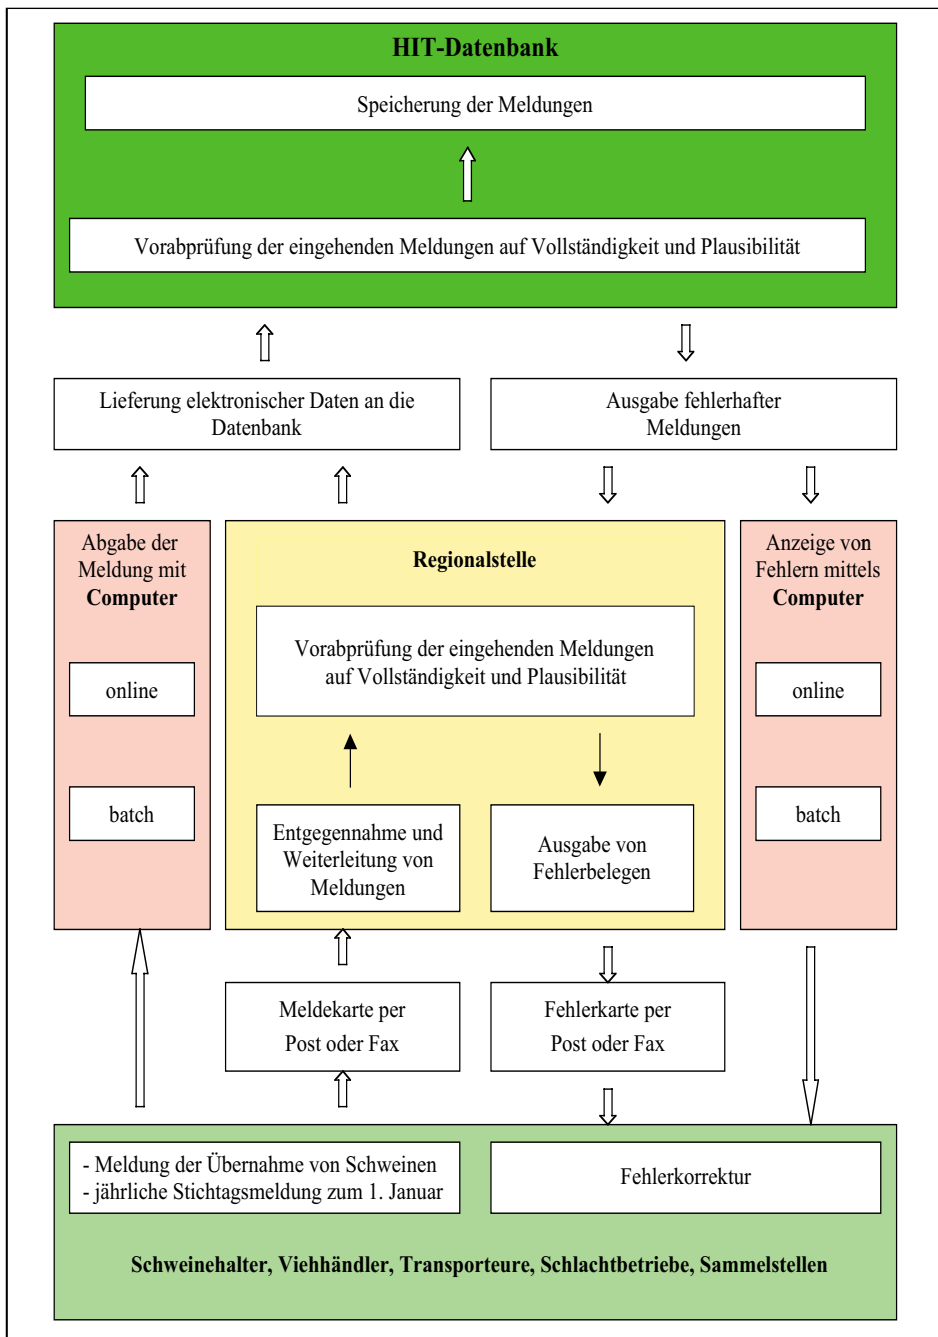 HIT-Datenbank
Speicherung der Meldungen
Vorabprüfung der eingehenden Meldungen auf Vollständigkeit und Plausibilität
Lieferung elektronischer Daten an die
Datenbank
Ausgabe fehlerhafter
Meldungen
Abgabe der
Meldung mit
Computer
online
batch
Regionalstelle
Vorabprüfung der eingehenden Meldungen
auf Vollständigkeit und Plausibilität
Entgegennahme und
Weiterleitung von
Meldungen
Ausgabe von
Fehlerbelegen
Anzeige von
Fehlern mittels
Computer
online
batch
Meldekarte per
Post oder Fax
Fehlerkarte per
Post oder Fax
- Meldung der Übernahme von Schweinen
- jährliche Stichtagsmeldung zum 1. Januar
Fehlerkorrektur
Schweinehalter, Viehhändler, Transporteure, Schlachtbetriebe, Sammelstellen